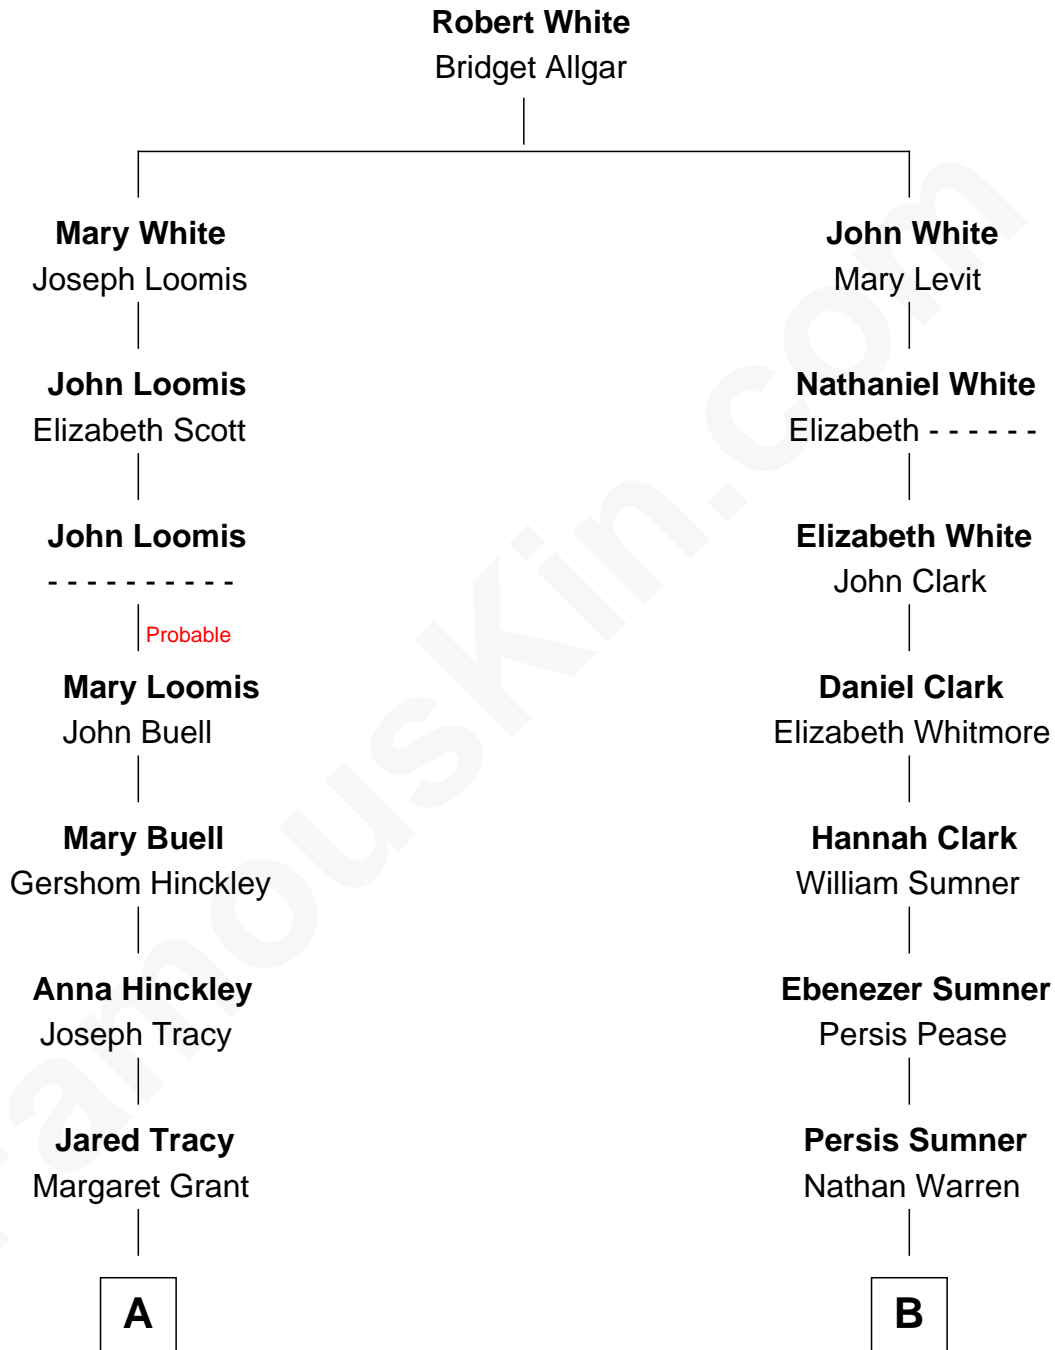 Robert White
Bridget Allgar
Mary White
Joseph Loomis
John White
Mary Levit
John Loomis
Elizabeth Scott
Nathaniel White
Elizabeth - - - - - -
John Loomis
- - - - - - - - - -
Elizabeth White
John Clark
Probable
Mary Loomis
John Buell
Daniel Clark
Elizabeth Whitmore
Mary Buell
Gershom Hinckley
Hannah Clark
William Sumner
Anna Hinckley
Joseph Tracy
Ebenezer Sumner
Persis Pease
Jared Tracy
Margaret Grant
Persis Sumner
Nathan Warren
A
B
FamousKin.com